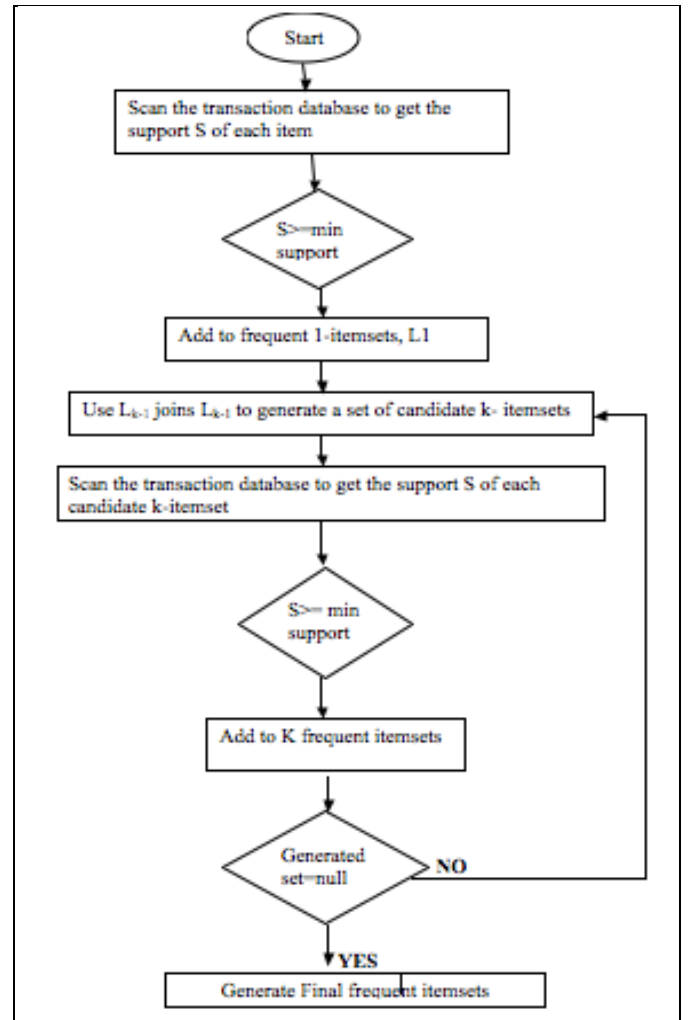 Start
Scan the transaction database to get the
support S of each item
S>=min
support
Add to frequent 1-itemsets, L1
Use Lk-1 joins Lk-1 to generate a set of candidate k- itemsets
Scan the transaction database to get the support S of each
candidate k-itemset
S>= min
support
Add to K frequent itemsets
Generated
set=null
NO
YES
Generate Final frequent itemsets